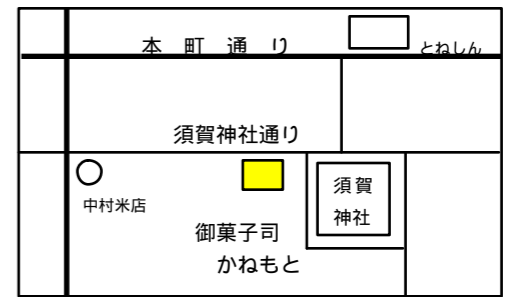 本町通り
とねしん
須賀神社通り
中村米店
須賀
神社
御菓子司
かねもと